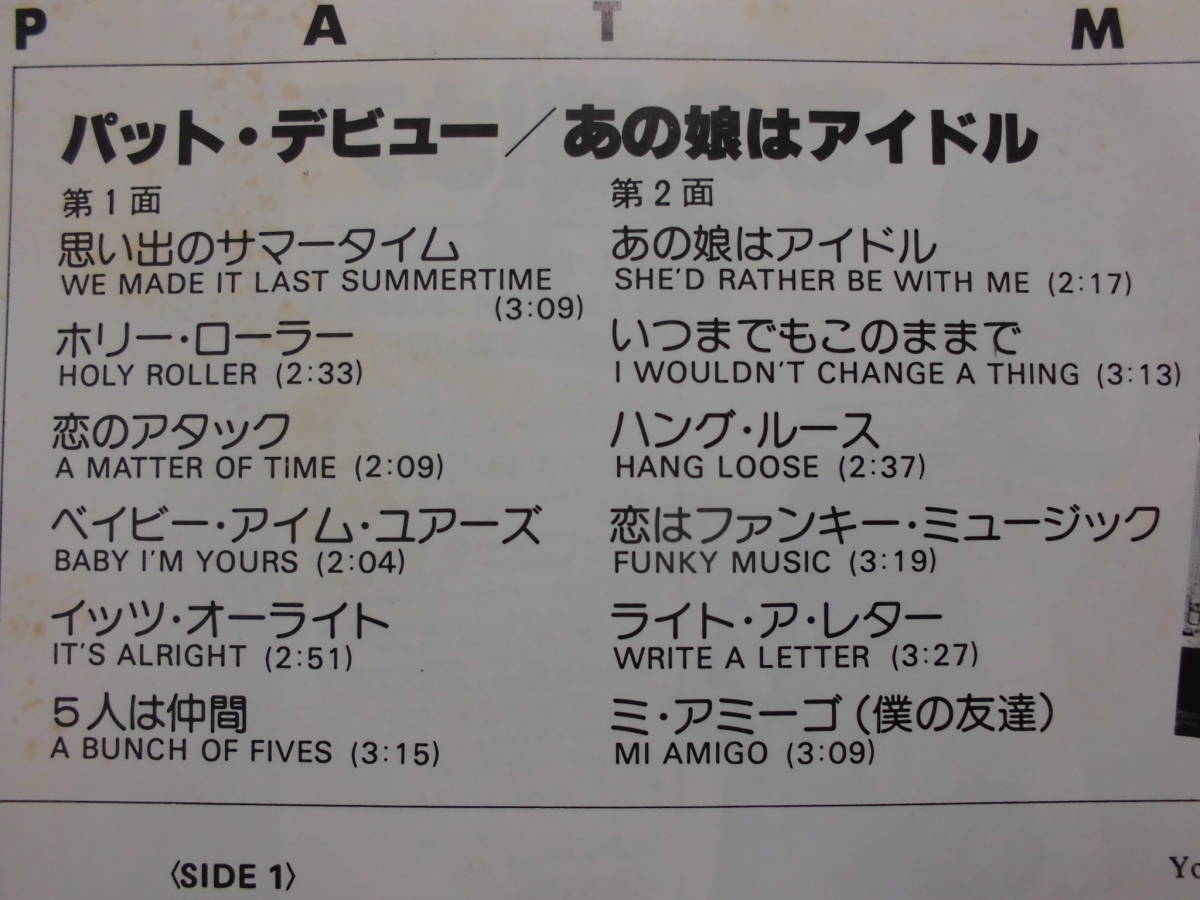 P A T M
パット・デビュー／あの娘はアイドル
第1面
思い出のサマータイム
WE MADE IT LAST SUMMERTIME
(3:09)
ホリー・ローラー
HOLY ROLLER (2:33)
恋のアタック
A MATTER OF TIME (2:09)
ベイビー・アイム・ユアーズ
BABY I'M YOURS (2:04)
イッツ・オーライト
IT'S ALRIGHT (2:51)
5人は仲間
A BUNCH OF FIVES (3:15)
第2面
あの娘はアイドル
SHE'D RATHER BE WITH ME (2:17)
いつまでもこのままで
I WOULDN'T CHANGE A THING (3:13)
ハング・ルース
HANG LOOSE (2:37)
恋はファンキー・ミュージック
FUNKY MUSIC (3:19)
ライト・ア・レター
WRITE A LETTER (3:27)
ミ・アミーゴ(僕の友達)
MI AMIGO (3:09)
〈SIDE 1〉